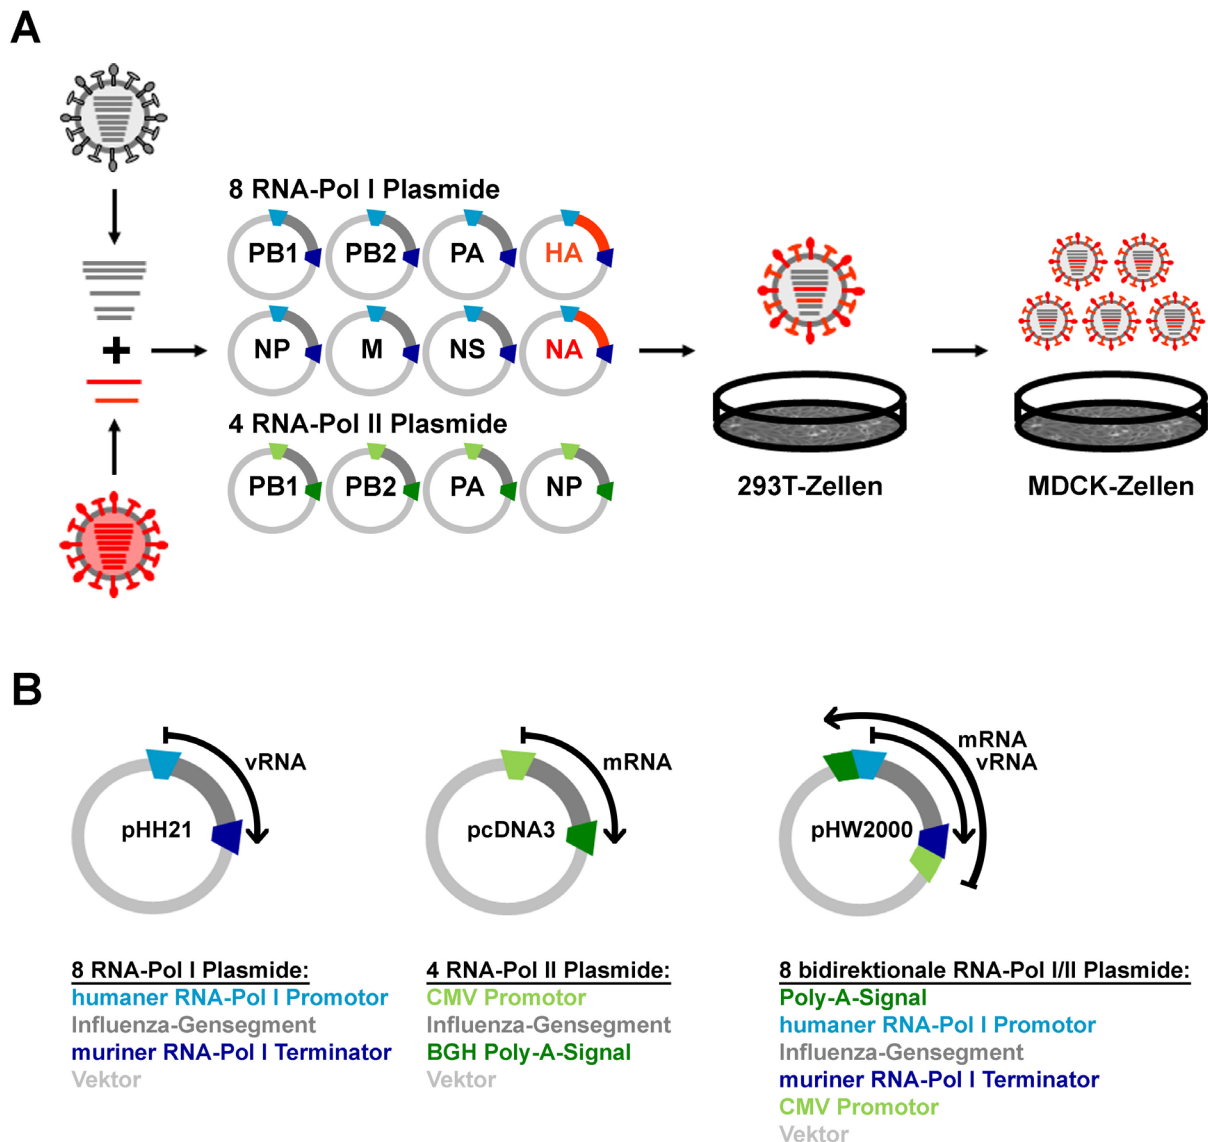 A
8 RNA-Pol I Plasmide
PB1 PB2 PA HA
NP M NS NA
4 RNA-Pol II Plasmide
PB1 PB2 PA NP
293T-Zellen
MDCK-Zellen
B
vRNA
pHH21
mRNA
pcDNA3
mRNA
vRNA
pHW2000
8 RNA-Pol I Plasmide:
humaner RNA-Pol I Promotor
Influenza-Gensegment
muriner RNA-Pol I Terminator
Vektor
4 RNA-Pol II Plasmide:
CMV Promotor
Influenza-Gensegment
BGH Poly-A-Signal
Vektor
8 bidirektionale RNA-Pol I/II Plasmide:
Poly-A-Signal
humaner RNA-Pol I Promotor
Influenza-Gensegment
muriner RNA-Pol I Terminator
CMV Promotor
Vektor